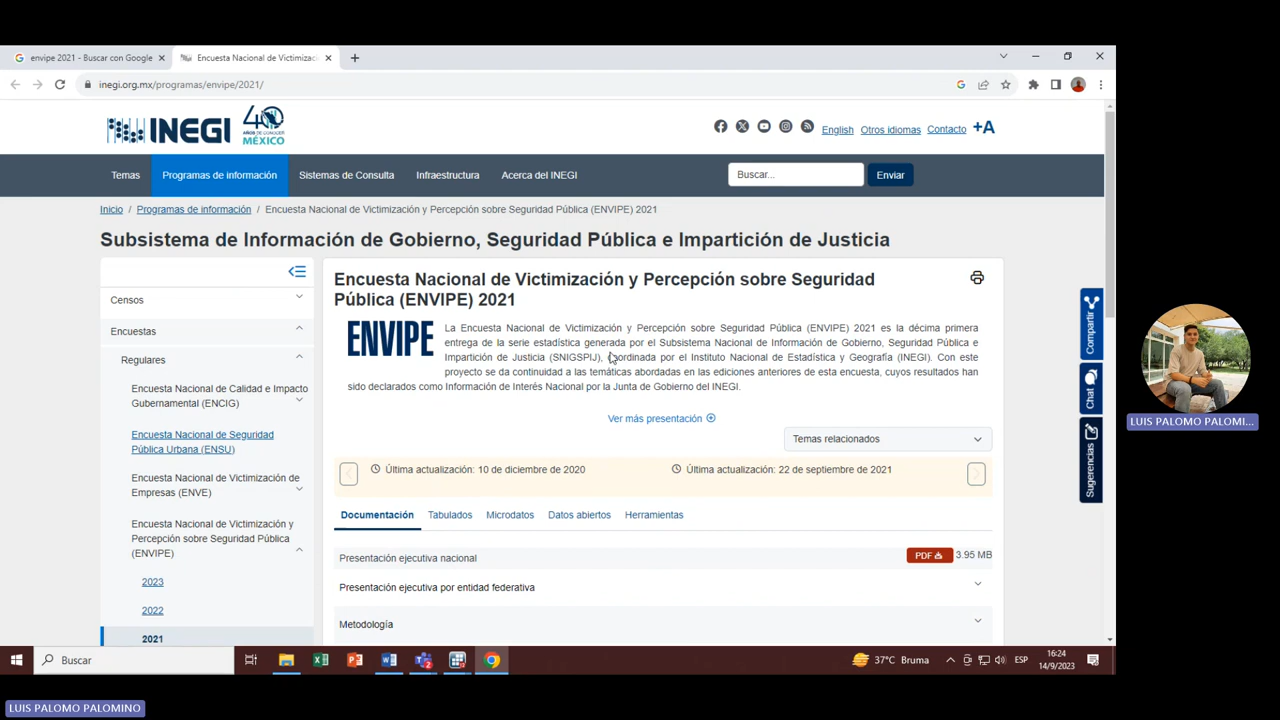 envipe 2021 - Buscar con Google
Encuesta Nacional de Victimizac
inegi.org.mx/programas/envipe/2021/
INEGI
40
AÑOS DE CONOCER
MÉXICO
English
Otros idiomas
Contacto
+A
Temas
Programas de información
Sistemas de Consulta
Infraestructura
Acerca del INEGI
Buscar...
Enviar
Inicio / Programas de información / Encuesta Nacional de Victimización y Percepción sobre Seguridad Pública (ENVIPE) 2021
Subsistema de Información de Gobierno, Seguridad Pública e Impartición de Justicia
Censos
Encuestas
Regulares
Encuesta Nacional de Calidad e Impacto
Gubernamental (ENCIG)
Encuesta Nacional de Seguridad
Pública Urbana (ENSU)
Encuesta Nacional de Victimización de
Empresas (ENVE)
Encuesta Nacional de Victimización y
Percepción sobre Seguridad Pública
(ENVIPE)
2023
2022
2021
Encuesta Nacional de Victimización y Percepción sobre Seguridad
Pública (ENVIPE) 2021
ENVIPE
La Encuesta Nacional de Victimización y Percepción sobre Seguridad Pública (ENVIPE) 2021 es la décima primera
entrega de la serie estadística generada por el Subsistema Nacional de Información de Gobierno, Seguridad Pública e
Impartición de Justicia (SNIGSPIJ), coordinada por el Instituto Nacional de Estadística y Geografía (INEGI). Con este
proyecto se da continuidad a las temáticas abordadas en las ediciones anteriores de esta encuesta, cuyos resultados han
sido declarados como Información de Interés Nacional por la Junta de Gobierno del INEGI.
Ver más presentación
Temas relacionados
Última actualización: 10 de diciembre de 2020
Última actualización: 22 de septiembre de 2021
Documentación
Tabulados
Microdatos
Datos abiertos
Herramientas
Presentación ejecutiva nacional
PDF
3.95 MB
Presentación ejecutiva por entidad federativa
Metodología
Compartir
Chat
Sugerencias
LUIS PALOMO PALOMI...
Buscar
37°C Bruma
ESP
16:24
14/9/2023
LUIS PALOMO PALOMINO